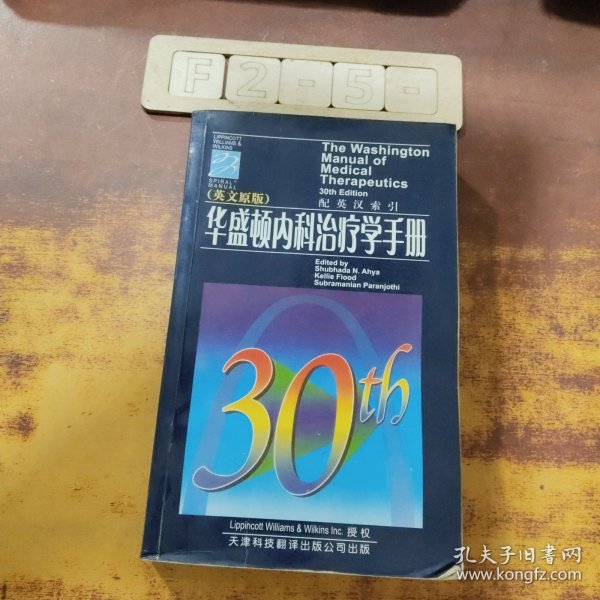 F2-5-
LIPPINCOTT
WILLIAMS &
WILKINS
SPIRAL®
MANUAL
The Washington
Manual of
Medical
Therapeutics
30th Edition
配英汉索引
(英文原版)
华盛顿内科治疗学手册
Edited by
Shubhada N. Ahya
Kellie Flood
Subramanian Paranjothi
30th
Lippincott Williams & Wilkins Inc. 授权
天津科技翻译出版公司出版
孔夫子旧书网
www.kongfz.com